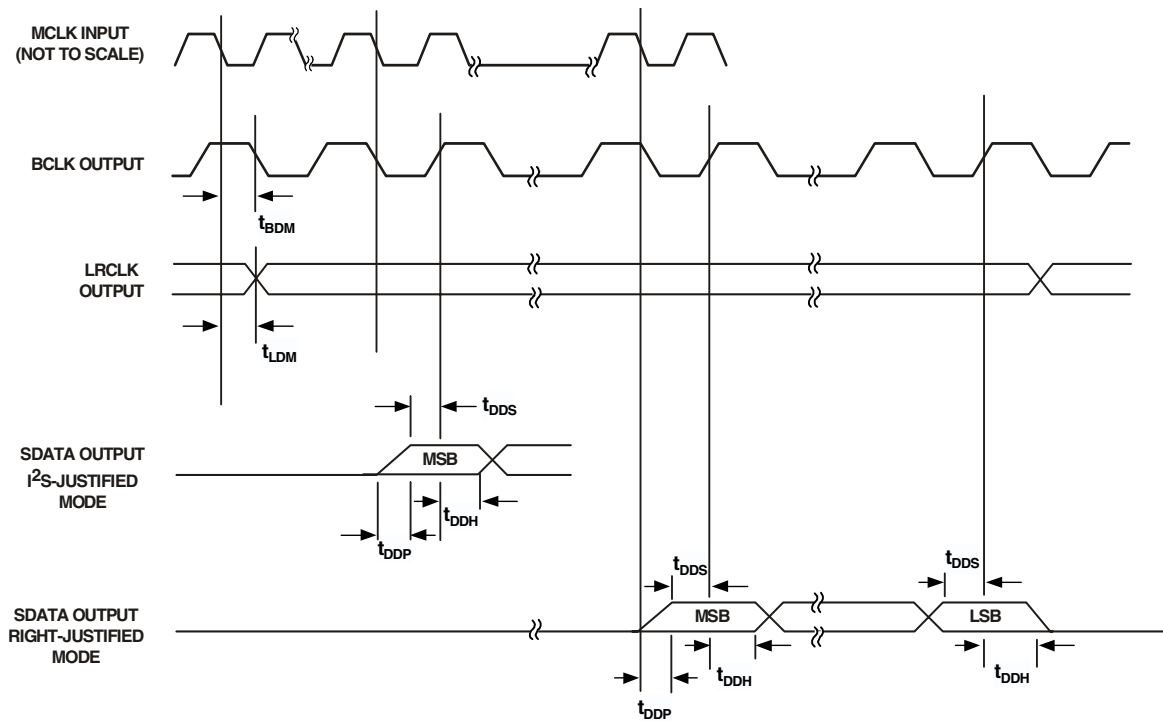 MCLK INPUT
(NOT TO SCALE)
BCLK OUTPUT
tBDM
LRCLK
OUTPUT
tLDM
tDDS
SDATA OUTPUT
I2S-JUSTIFIED
MODE
MSB
tDDH
tDDP
tDDS
tDDS
SDATA OUTPUT
RIGHT-JUSTIFIED
MODE
MSB
LSB
tDDH
tDDH
tDDP